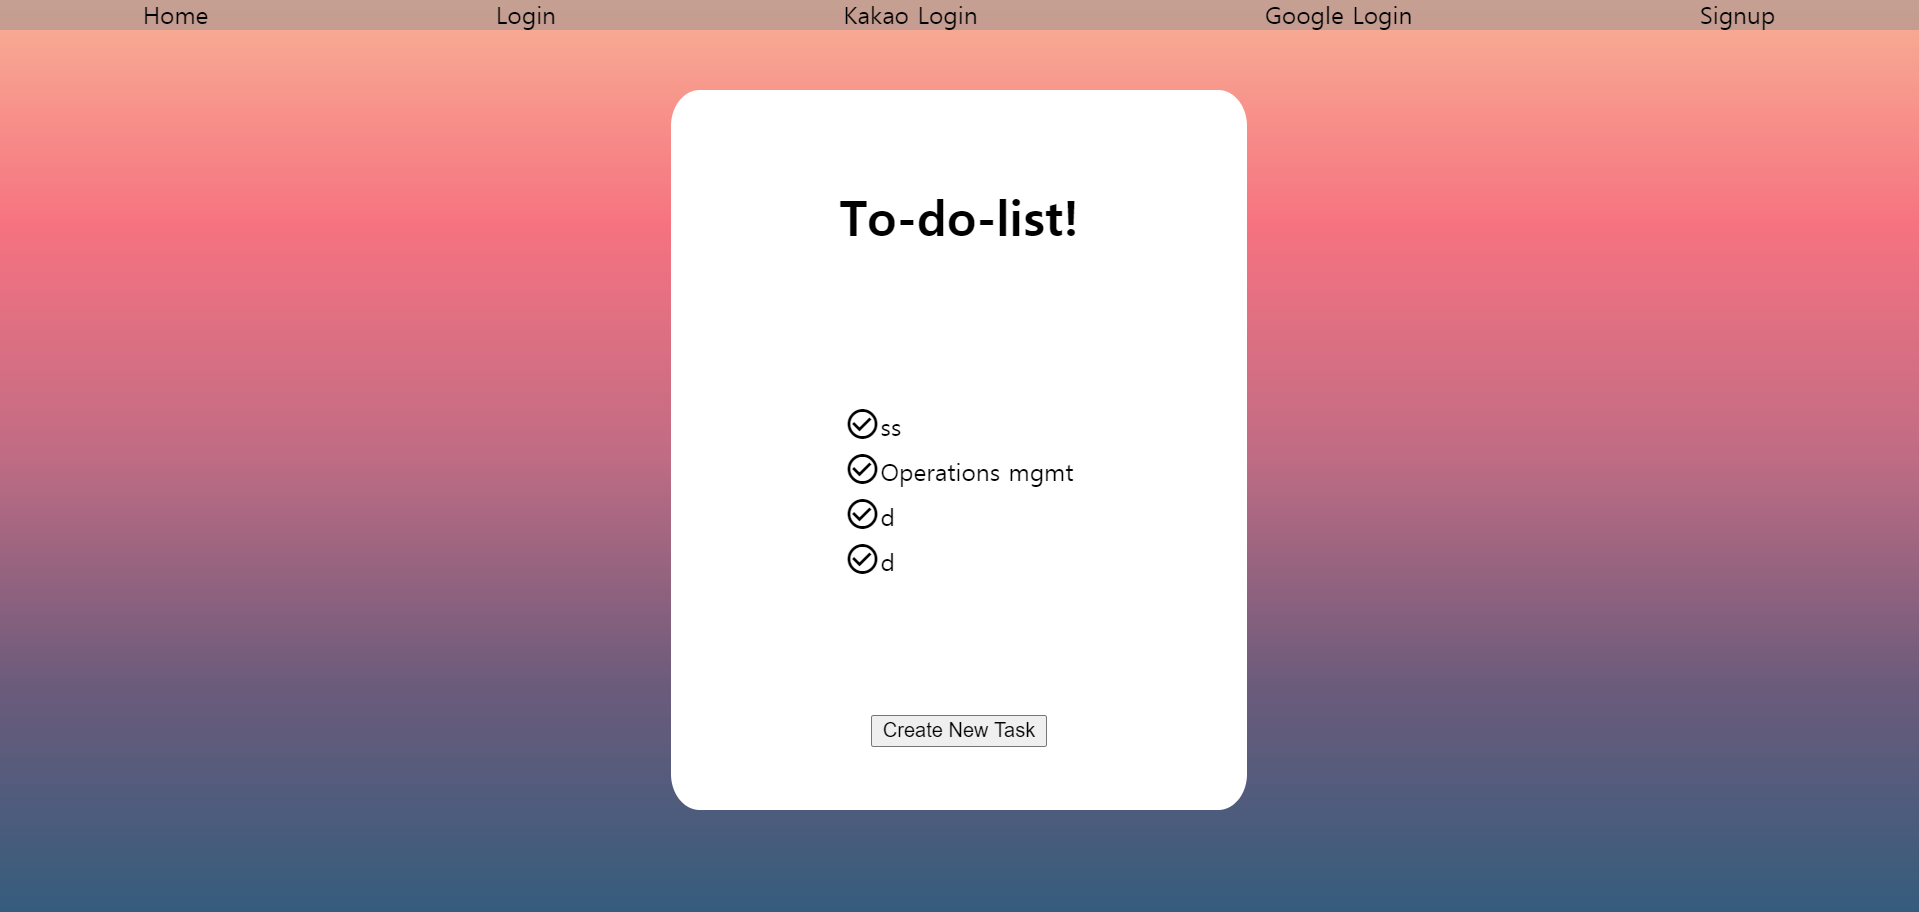 Home Login Kakao Login Google Login Signup
To-do-list!
ss
Operations mgmt
d
d
Create New Task